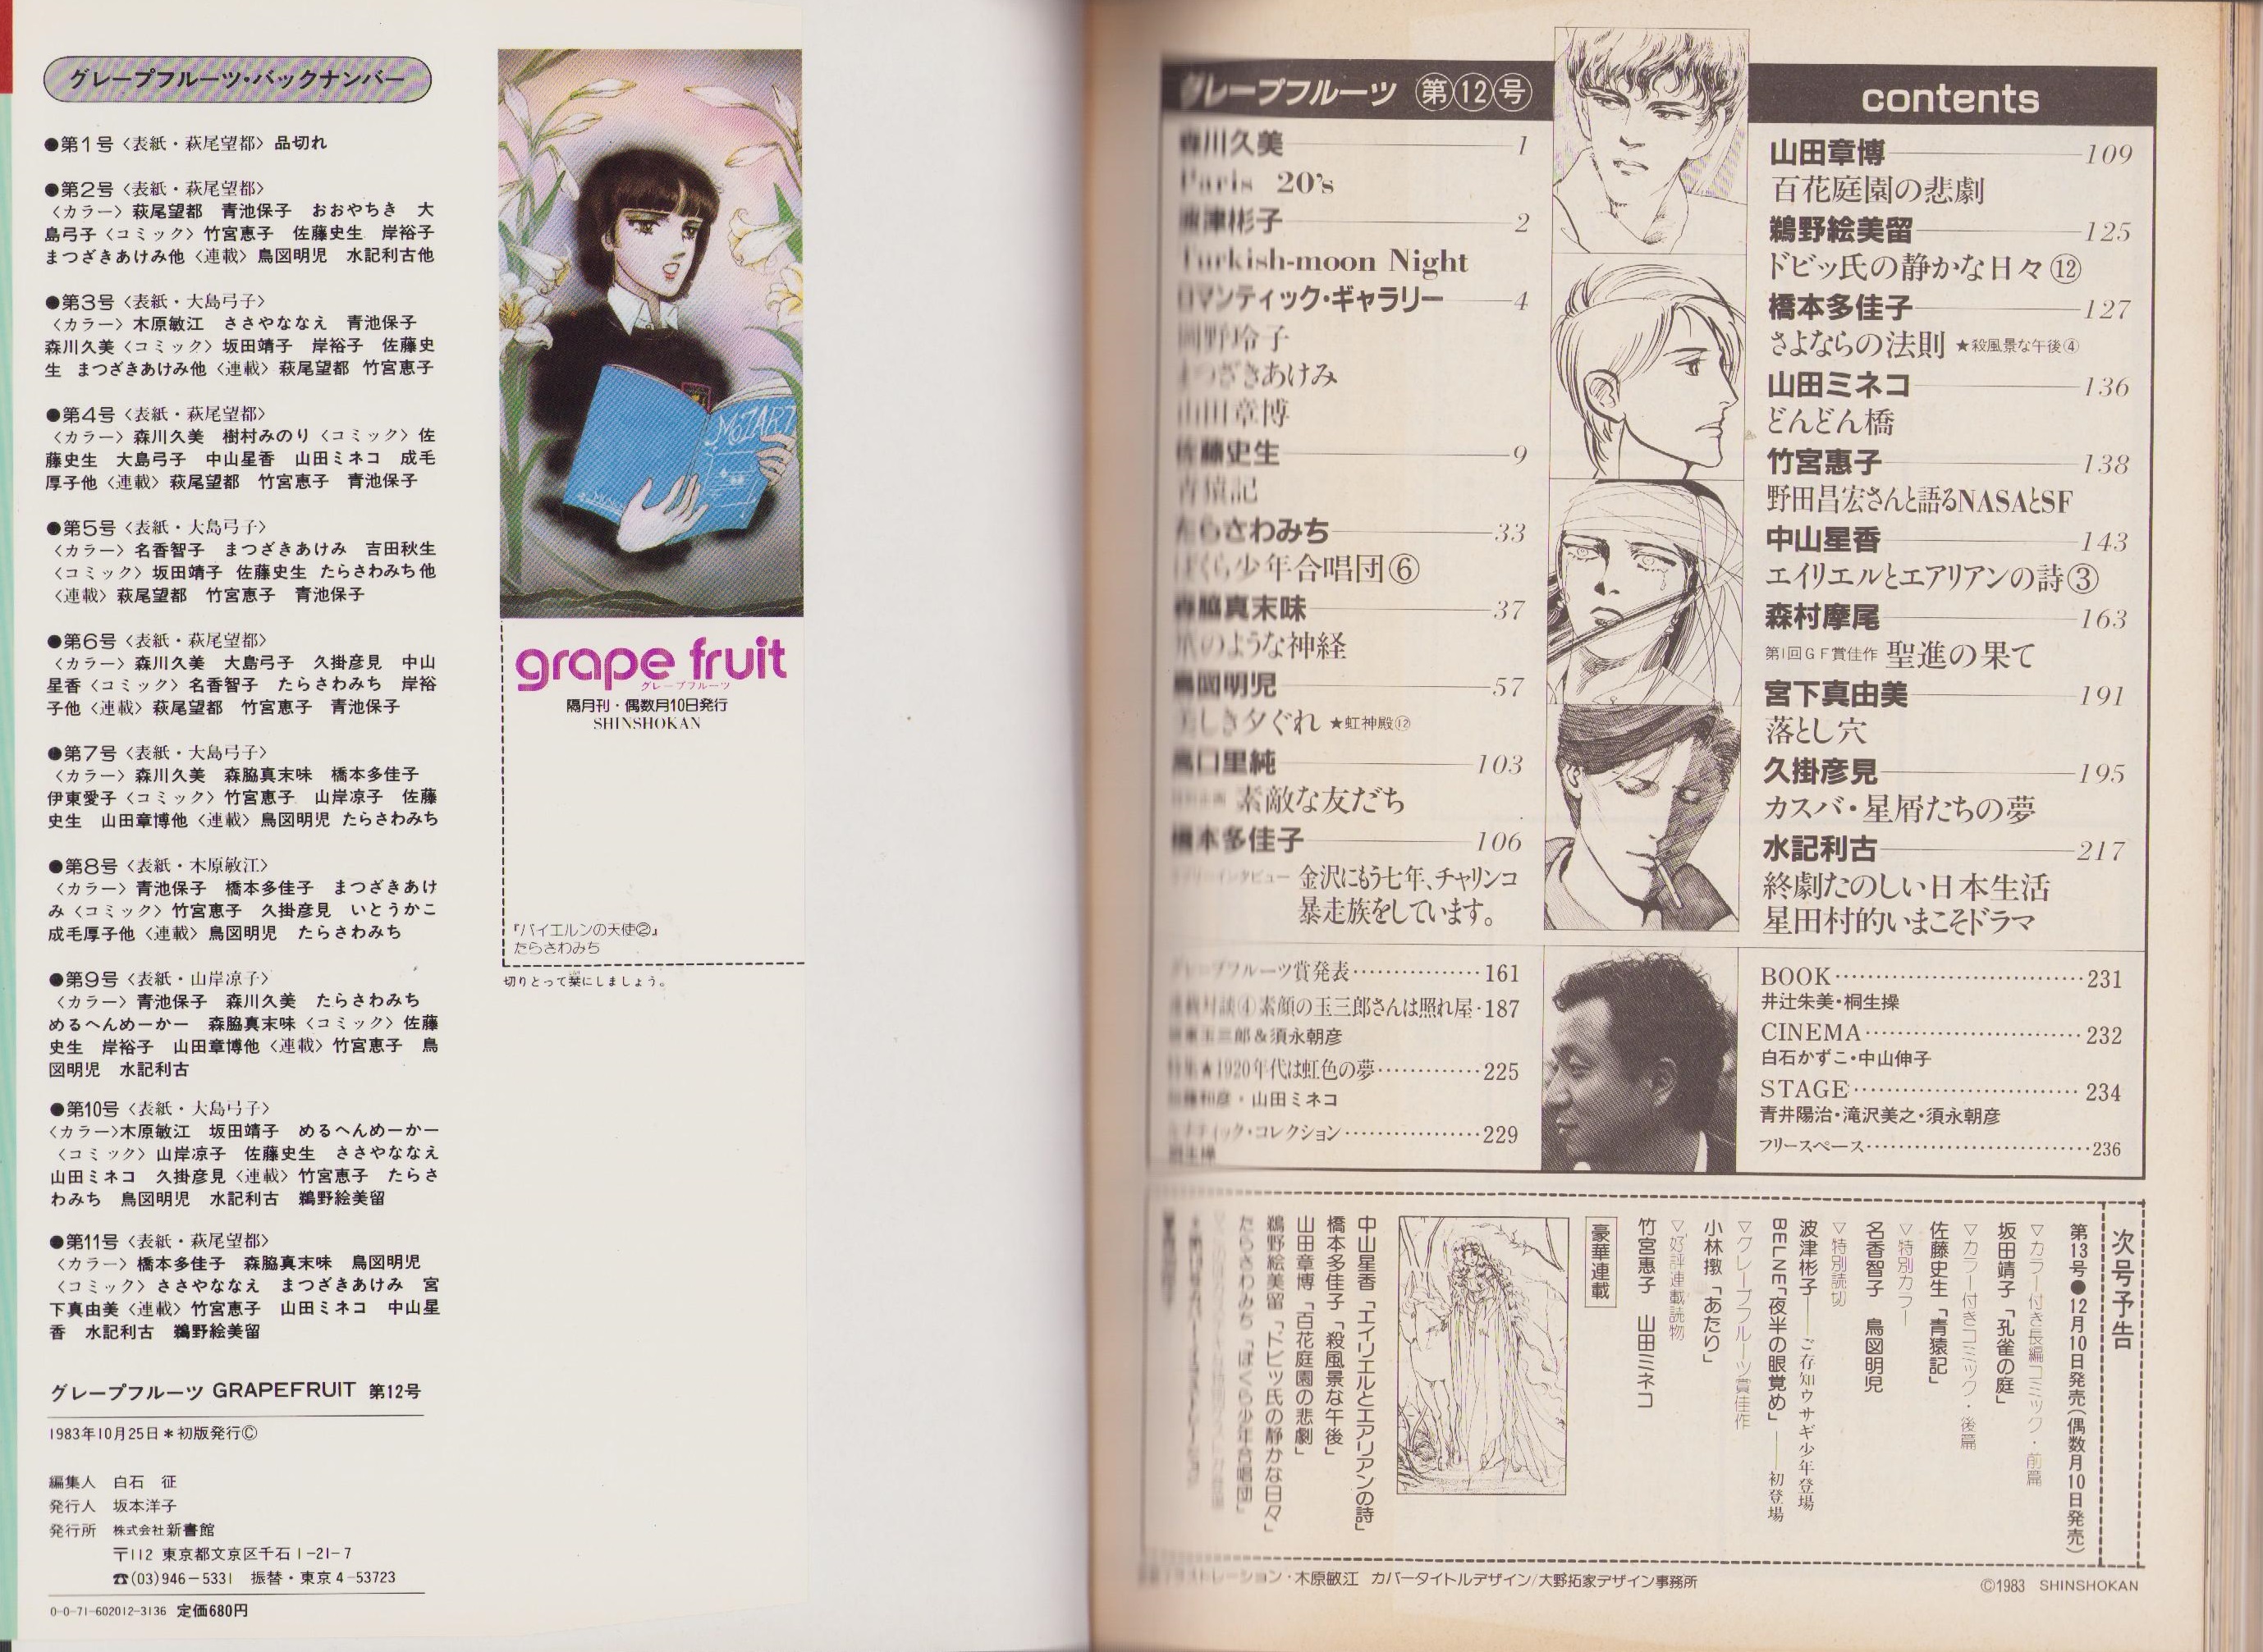 グレープフルーツ・バックナンバー
●第1号〈表紙・萩尾望都〉品切れ
●第2号〈表紙・萩尾望都〉
〈カラー〉萩尾望都 青池保子 おおやちき 大
島弓子〈コミック〉竹宮恵子 佐藤史生 岸裕子
まつざきあけみ他〈連載〉鳥図明児 水記利古他
●第3号〈表紙・大島弓子〉
〈カラー〉木原敏江 ささやななえ 青池保子
森川久美〈コミック〉坂田靖子 岸裕子 佐藤史
生 まつざきあけみ他〈連載〉萩尾望都 竹宮恵子
●第4号〈表紙・萩尾望都〉
〈カラー〉森川久美 樹村みのり〈コミック〉佐
藤史生 大島弓子 中山星香 山田ミネコ 成毛
厚子他〈連載〉萩尾望都 竹宮恵子 青池保子
●第5号〈表紙・大島弓子〉
〈カラー〉名香智子 まつざきあけみ 吉田秋生
〈コミック〉坂田靖子 佐藤史生 たらさわみち他
〈連載〉萩尾望都 竹宮恵子 青池保子
●第6号〈表紙・萩尾望都〉
〈カラー〉森川久美 大島弓子 久掛彦見 中山
星香〈コミック〉名香智子 たらさわみち 岸裕
子他〈連載〉萩尾望都 竹宮恵子 青池保子
●第7号〈表紙・大島弓子〉
〈カラー〉森川久美 森脇真末味 橋本多佳子
伊東愛子〈コミック〉竹宮恵子 山岸凉子 佐藤
史生 山田章博他〈連載〉鳥図明児 たらさわみち
●第8号〈表紙・木原敏江〉
〈カラー〉青池保子 橋本多佳子 まつざきあけ
み〈コミック〉竹宮恵子 久掛彦見 いとうかこ
成毛厚子他〈連載〉鳥図明児 たらさわみち
●第9号〈表紙・山岸凉子〉
〈カラー〉青池保子 森川久美 たらさわみち
めるへんめーかー 森脇真末味〈コミック〉佐藤
史生 岸裕子 山田章博他〈連載〉竹宮恵子 鳥
図明児 水記利古
●第10号〈表紙・大島弓子〉
〈カラー〉木原敏江 坂田靖子 めるへんめーかー
〈コミック〉山岸凉子 佐藤史生 ささやななえ
山田ミネコ 久掛彦見〈連載〉竹宮恵子 たらさ
わみち 鳥図明児 水記利古 鵜野絵美留
●第11号〈表紙・萩尾望都〉
〈カラー〉橋本多佳子 森脇真末味 鳥図明児
〈コミック〉ささやななえ まつざきあけみ 宮
下真由美〈連載〉竹宮恵子 山田ミネコ 中山星
香 水記利古 鵜野絵美留
グレープフルーツ GRAPEFRUIT 第12号
1983年10月25日＊初版発行Ⓒ
編集人 白石 征
発行人 坂本洋子
発行所 株式会社新書館
〒112 東京都文京区千石1-21-7
☎(03)946-5331 振替・東京4-53723
0-0-71-602012-3136 定価680円
MOZART
grape fruit
グレープフルーツ
隔月刊・偶数月10日発行
SHINSHOKAN
『バイエルンの天使②』
たらさわみち
切りとって栞にしましょう。
グレープフルーツ 第⑫号
森川久美 1
Paris 20's
波津彬子 2
Turkish-moon Night
ロマンティック・ギャラリー 4
岡野玲子
まつざきあけみ
山田章博
佐藤史生 9
青猿記
たらさわみち 33
ぼくら少年合唱団⑥
森脇真末味 37
爪のような神経
鳥図明児 57
美しき夕ぐれ ★虹神殿⑫
高口里純 103
素敵な友だち
橋本多佳子 106
金沢にもう七年、チャリンコ
暴走族をしています。
グレープフルーツ賞発表 161
連載対談④素顔の玉三郎さんは照れ屋 187
坂東玉三郎&須永朝彦
特集★1920年代は虹色の夢 225
加藤和彦・山田ミネコ
コレクション 229
桐生操
contents
山田章博 109
百花庭園の悲劇
鵜野絵美留 125
ドビッ氏の静かな日々⑫
橋本多佳子 127
さよならの法則 ★殺風景な午後④
山田ミネコ 136
どんどん橋
竹宮恵子 138
野田昌宏さんと語るNASAとSF
中山星香 143
エイリエルとエアリアンの詩③
森村摩尾 163
第1回GF賞佳作 聖進の果て
宮下真由美 191
落とし穴
久掛彦見 195
カスバ・星屑たちの夢
水記利古 217
終劇たのしい日本生活
星田村的いまこそドラマ
BOOK 231
井辻朱美・桐生操
CINEMA 232
白石かずこ・中山伸子
STAGE 234
青井陽治・滝沢美之・須永朝彦
フリースペース 236
次号予告
第13号●12月10日発売(偶数月10日発売)
▽カラー付き長編コミック・前篇
坂田靖子「孔雀の庭」
▽カラー付きコミック・後篇
佐藤史生「青猿記」
▽特別カラー
名香智子 鳥図明児
▽特別読切
波津彬子――ご存知ウサギ少年登場
BELNE「夜半の眼覚め」――初登場
▽グレープフルーツ賞佳作
小林撒「あたり」
▽好評連載読物
竹宮恵子 山田ミネコ
豪華連載
中山星香「エイリエルとエアリアンの詩」
橋本多佳子「殺風景な午後」
山田章博「百花庭園の悲劇」
鵜野絵美留「ドビッ氏の静かな日々」
たらさわみち「ぼくら少年合唱団」
イラストレーション・木原敏江 カバータイトルデザイン/大野拓家デザイン事務所
©1983 SHINSHOKAN